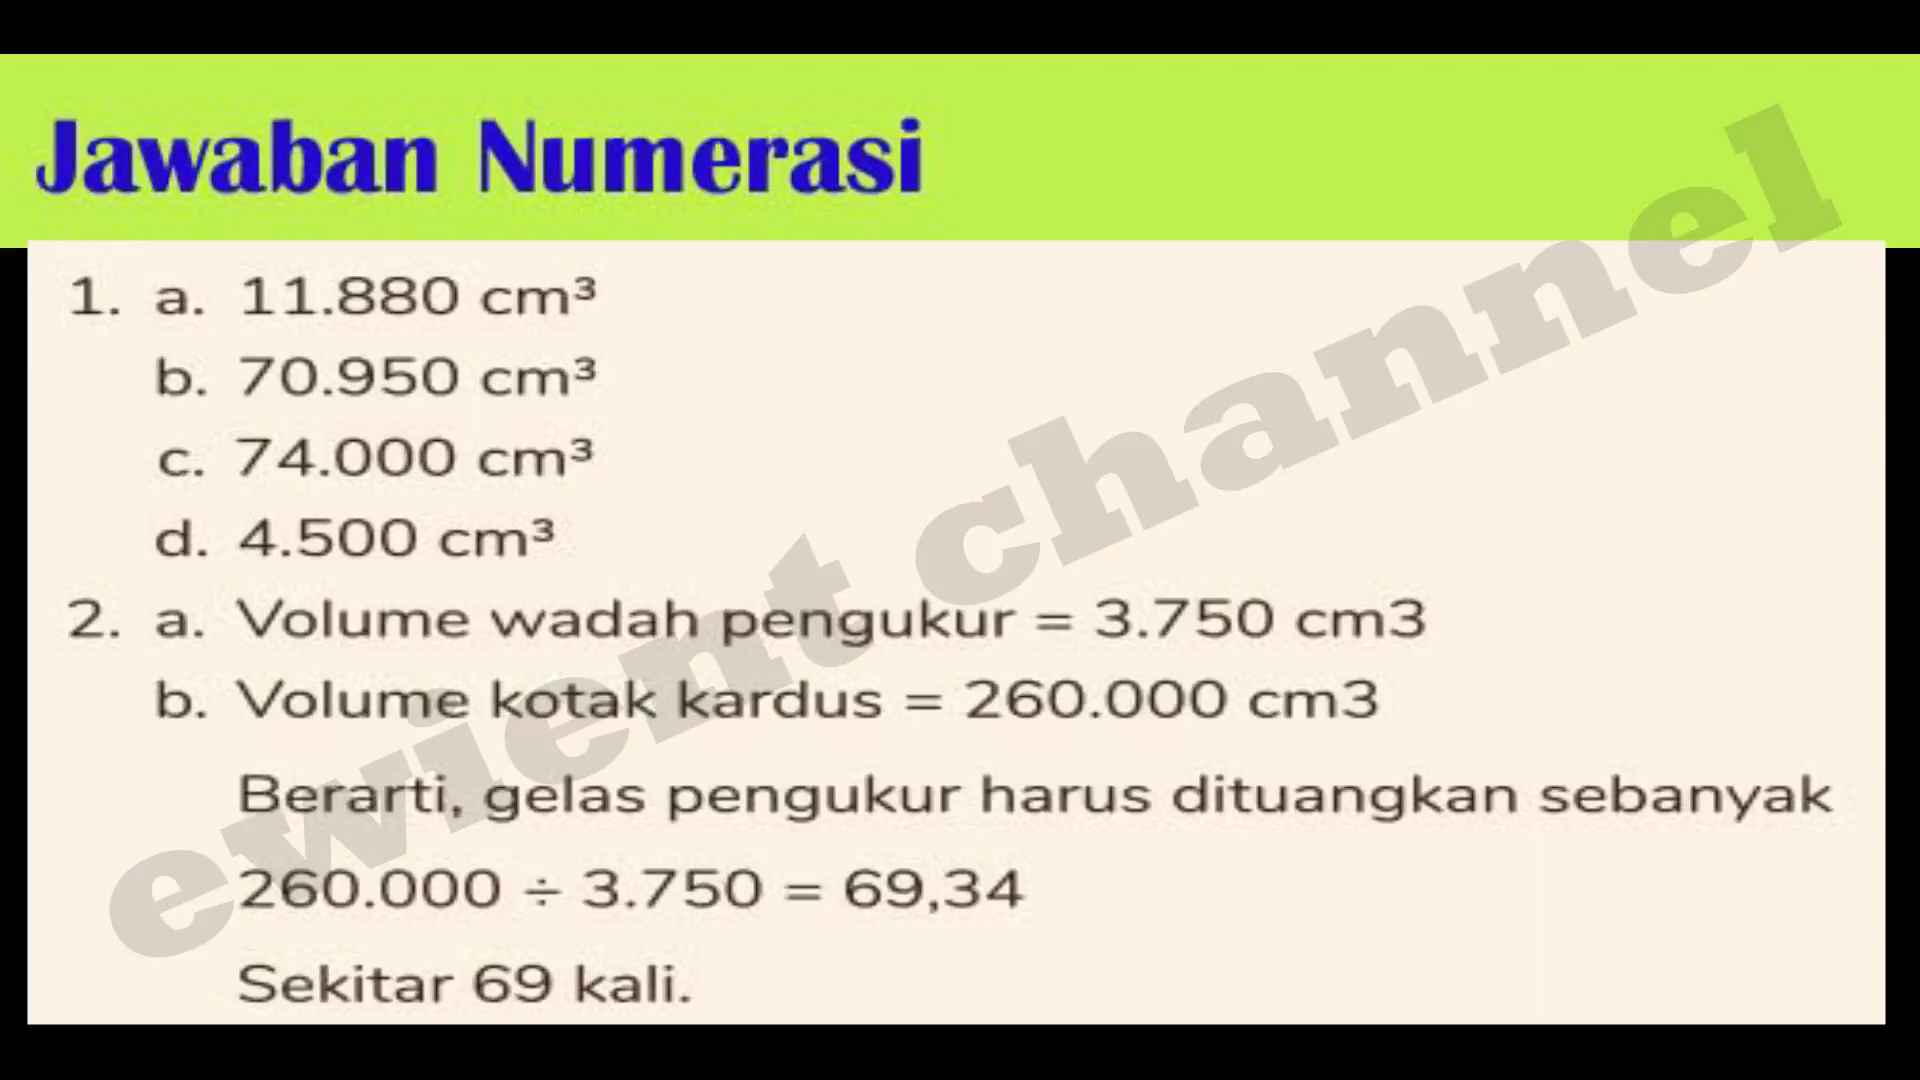 Jawaban Numerasi
1. a. 11.880 cm³
b. 70.950 cm³
c. 74.000 cm³
d. 4.500 cm³
2. a. Volume wadah pengukur = 3.750 cm3
b. Volume kotak kardus = 260.000 cm3
Berarti, gelas pengukur harus dituangkan sebanyak
260.000 ÷ 3.750 = 69,34
Sekitar 69 kali.
ewient channel